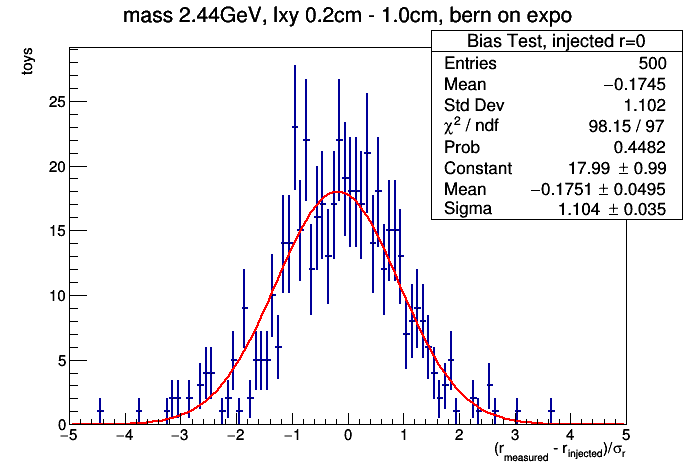 mass 2.44GeV, lxy 0.2cm - 1.0cm, bern on expo
Bias Test, injected r=0
Entries 500
Mean −0.1745
Std Dev 1.102
χ² / ndf 98.15 / 97
Prob 0.4482
Constant 17.99 ± 0.99
Mean −0.1751 ± 0.0495
Sigma 1.104 ± 0.035
toys
25
20
15
10
5
0
−5 −4 −3 −2 −1 0 1 2 3 4 5
(r_measured - r_injected)/σ_r